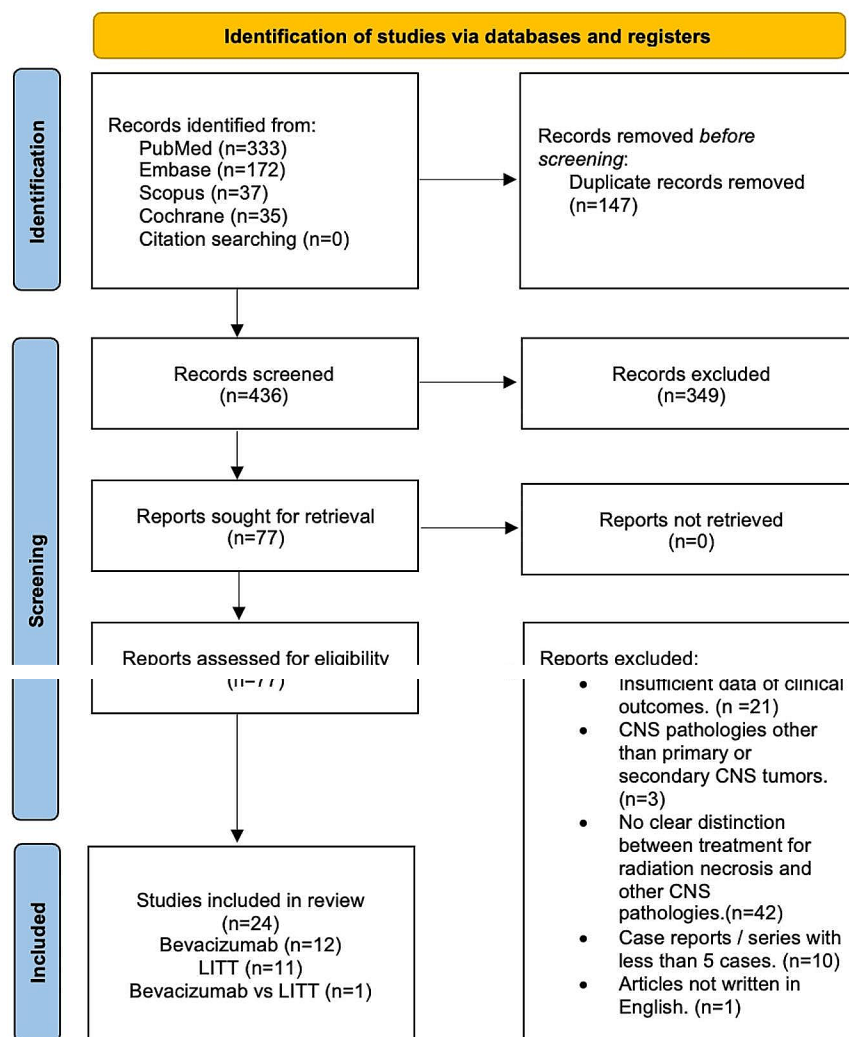 Identification of studies via databases and registers
Identification
Records identified from:
PubMed (n=333)
Embase (n=172)
Scopus (n=37)
Cochrane (n=35)
Citation searching (n=0)
Records removed before
screening:
Duplicate records removed
(n=147)
Screening
Records screened
(n=436)
Records excluded
(n=349)
Reports sought for retrieval
(n=77)
Reports not retrieved
(n=0)
Reports assessed for eligibility
(n=77)
Reports excluded:
• Insufficient data of clinical
outcomes. (n =21)
• CNS pathologies other
than primary or
secondary CNS tumors.
(n=3)
• No clear distinction
between treatment for
radiation necrosis and
other CNS
pathologies.(n=42)
• Case reports / series with
less than 5 cases. (n=10)
• Articles not written in
English. (n=1)
Included
Studies included in review
(n=24)
Bevacizumab (n=12)
LITT (n=11)
Bevacizumab vs LITT (n=1)